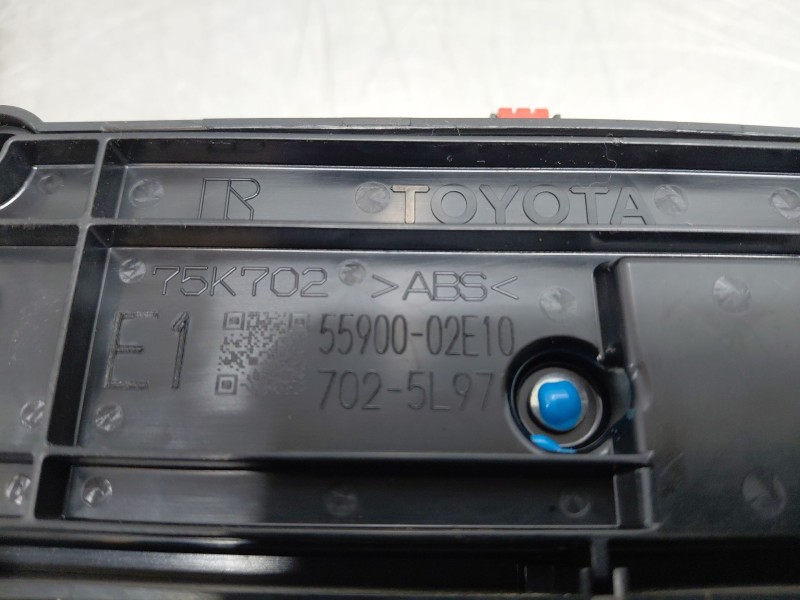 R TOYOTA
75K702 >ABS<
E1 55900-02E10
702-5L97